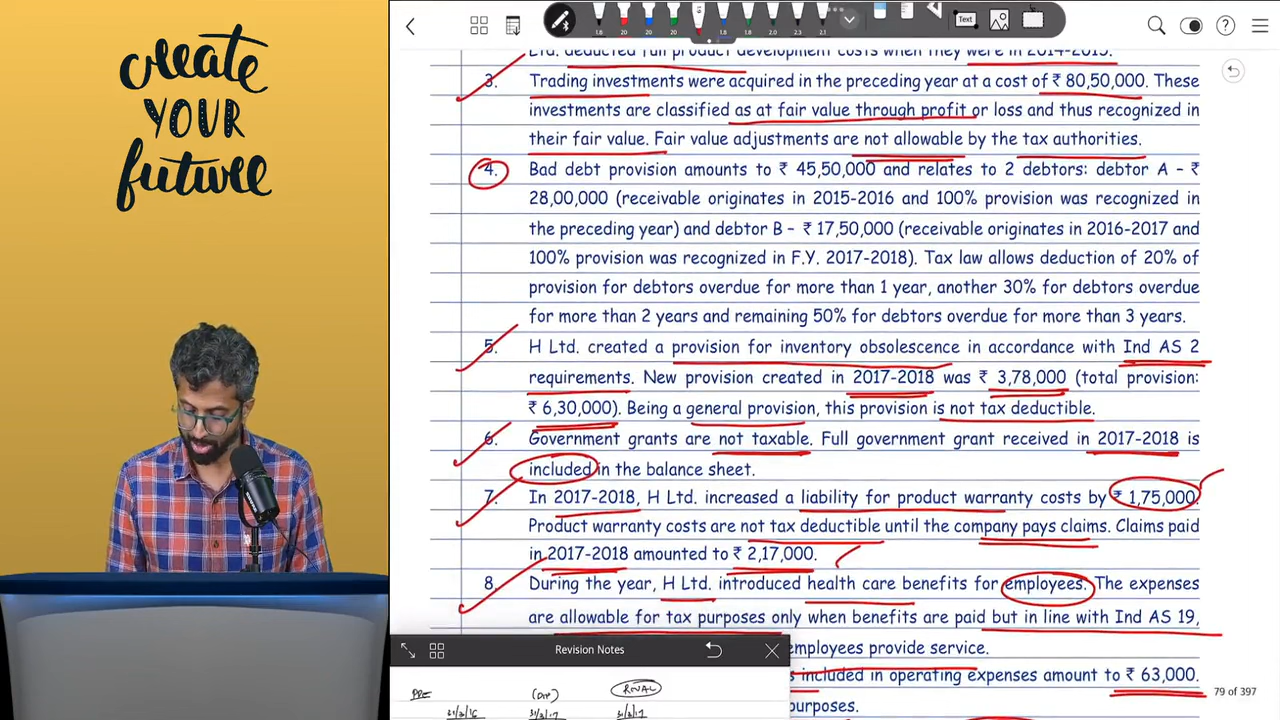 create
YOUR
future
Text
Ltd. deducted full product development costs when they were in 2014-2015.
3. Trading investments were acquired in the preceding year at a cost of ₹ 80,50,000. These
investments are classified as at fair value through profit or loss and thus recognized in
their fair value. Fair value adjustments are not allowable by the tax authorities.
4. Bad debt provision amounts to ₹ 45,50,000 and relates to 2 debtors: debtor A – ₹
28,00,000 (receivable originates in 2015-2016 and 100% provision was recognized in
the preceding year) and debtor B – ₹ 17,50,000 (receivable originates in 2016-2017 and
100% provision was recognized in F.Y. 2017-2018). Tax law allows deduction of 20% of
provision for debtors overdue for more than 1 year, another 30% for debtors overdue
for more than 2 years and remaining 50% for debtors overdue for more than 3 years.
5. H Ltd. created a provision for inventory obsolescence in accordance with Ind AS 2
requirements. New provision created in 2017-2018 was ₹ 3,78,000 (total provision:
₹ 6,30,000). Being a general provision, this provision is not tax deductible.
6. Government grants are not taxable. Full government grant received in 2017-2018 is
included in the balance sheet.
7. In 2017-2018, H Ltd. increased a liability for product warranty costs by ₹ 1,75,000.
Product warranty costs are not tax deductible until the company pays claims. Claims paid
in 2017-2018 amounted to ₹ 2,17,000.
8 During the year, H Ltd. introduced health care benefits for employees. The expenses
are allowable for tax purposes only when benefits are paid but in line with Ind AS 19,
employees provide service.
included in operating expenses amount to ₹ 63,000.
purposes.
79 of 397
Revision Notes
PPE
31/3/16 31/3/17 31/3/17